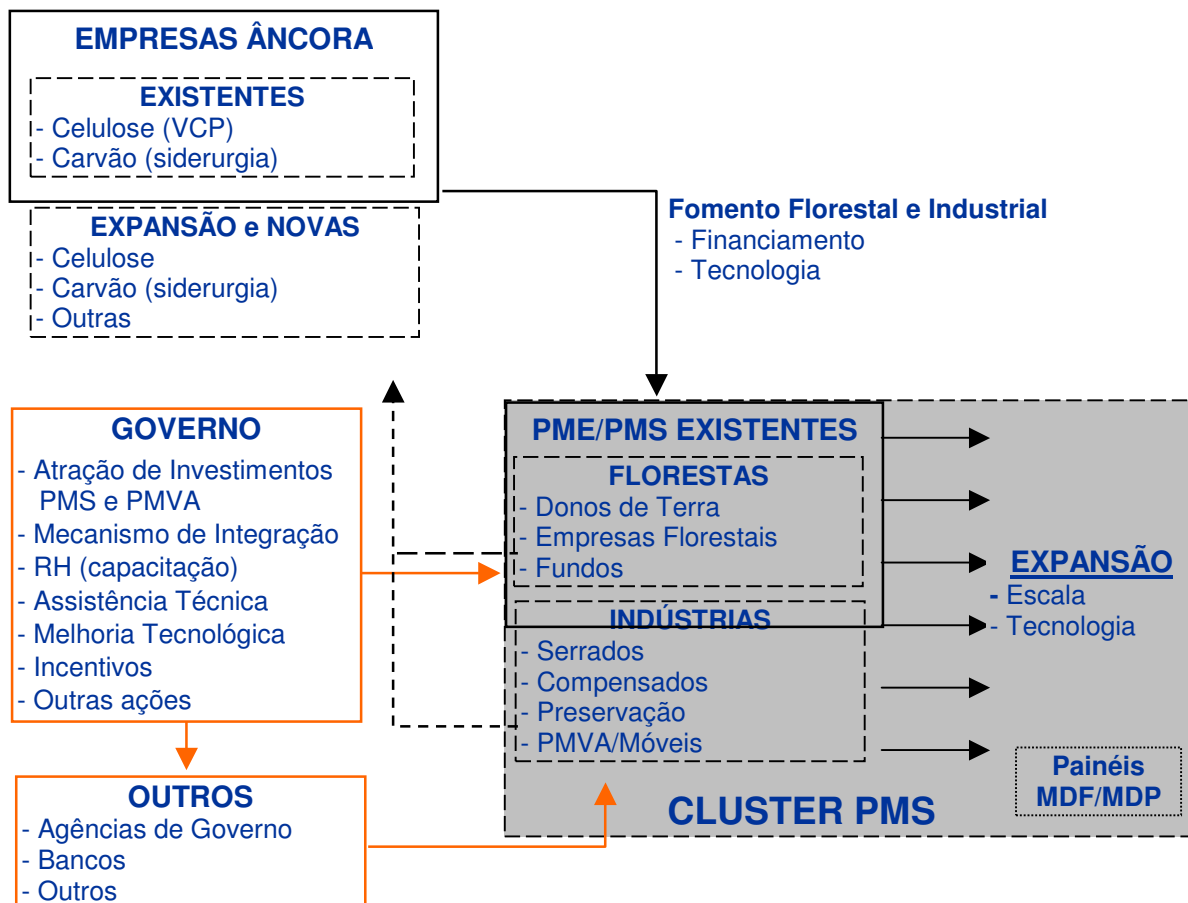 EMPRESAS ÂNCORA
EXISTENTES
- Celulose (VCP)
- Carvão (siderurgia)
EXPANSÃO e NOVAS
- Celulose
- Carvão (siderurgia)
- Outras
Fomento Florestal e Industrial
- Financiamento
- Tecnologia
GOVERNO
- Atração de Investimentos
PMS e PMVA
- Mecanismo de Integração
- RH (capacitação)
- Assistência Técnica
- Melhoria Tecnológica
- Incentivos
- Outras ações
OUTROS
- Agências de Governo
- Bancos
- Outros
PME/PMS EXISTENTES
FLORESTAS
- Donos de Terra
- Empresas Florestais
- Fundos
INDÚSTRIAS
- Serrados
- Compensados
- Preservação
- PMVA/Móveis
EXPANSÃO
- Escala
- Tecnologia
Painéis
MDF/MDP
CLUSTER PMS